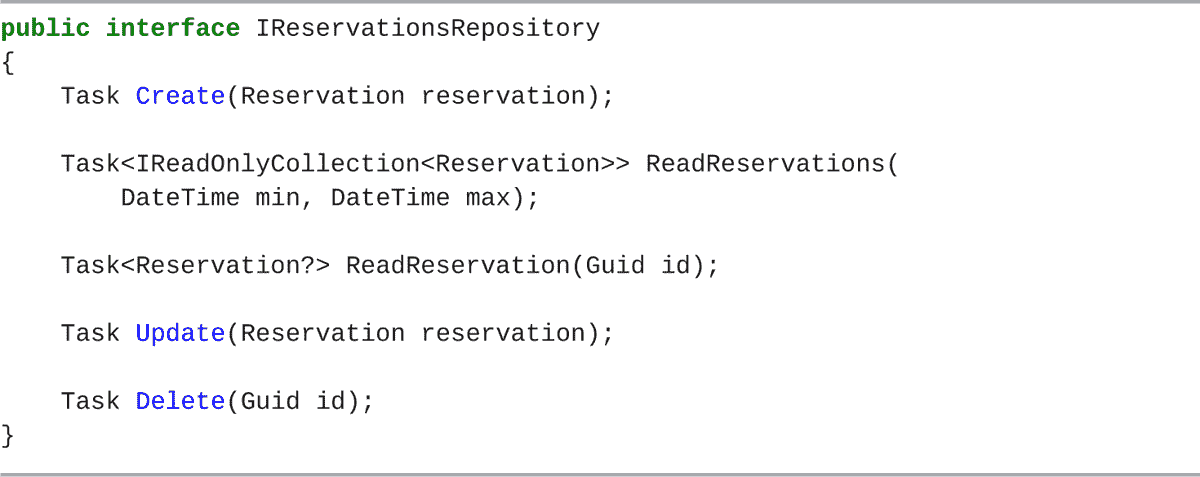 public interface IReservationsRepository
{
    Task Create(Reservation reservation);
    Task<IReadOnlyCollection<Reservation>> ReadReservations(
        DateTime min, DateTime max);
    Task<Reservation?> ReadReservation(Guid id);
    Task Update(Reservation reservation);
    Task Delete(Guid id);
}